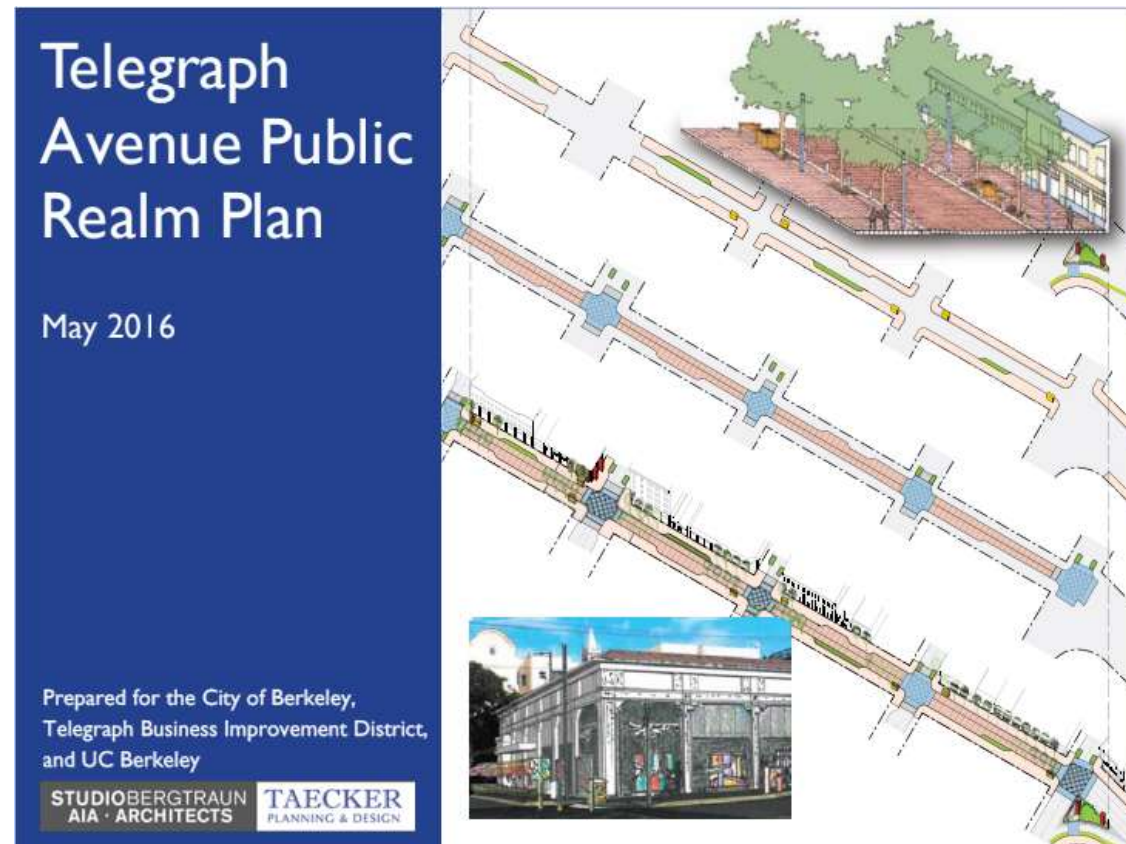 Telegraph
Avenue Public
Realm Plan
May 2016
Prepared for the City of Berkeley,
Telegraph Business Improvement District,
and UC Berkeley
STUDIOBERGTRAUN
AIA · ARCHITECTS
TAECKER
PLANNING & DESIGN